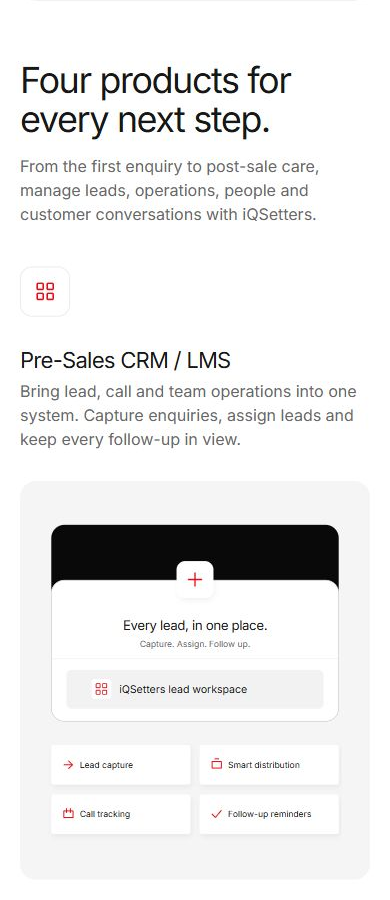 Four products for
every next step.
From the first enquiry to post-sale care,
manage leads, operations, people and
customer conversations with iQSetters.
Pre-Sales CRM / LMS
Bring lead, call and team operations into one
system. Capture enquiries, assign leads and
keep every follow-up in view.
Every lead, in one place.
Capture. Assign. Follow up.
iQSetters lead workspace
Lead capture
Smart distribution
Call tracking
Follow-up reminders